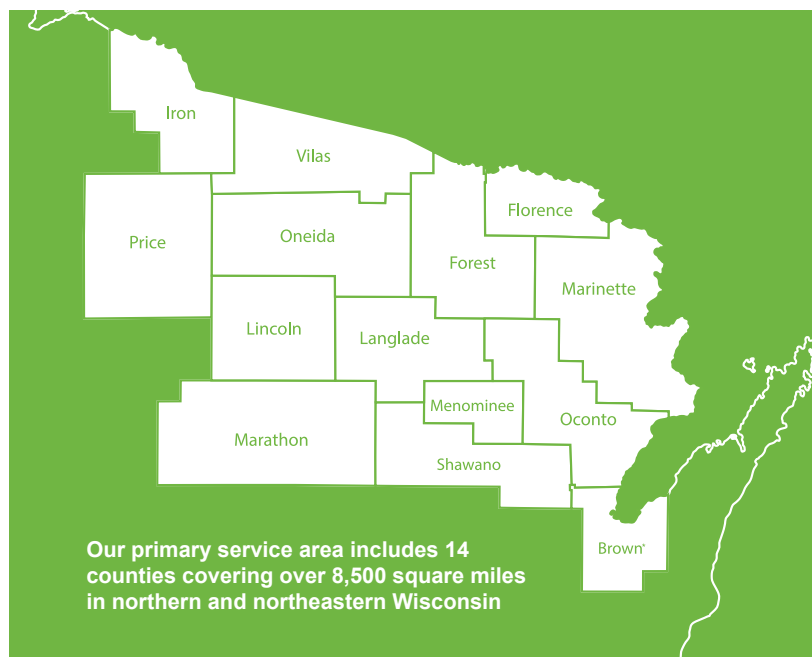 Iron
Vilas
Florence
Price
Oneida
Forest
Marinette
Lincoln
Langlade
Menominee
Oconto
Marathon
Shawano
Brown*
Our primary service area includes 14
counties covering over 8,500 square miles
in northern and northeastern Wisconsin